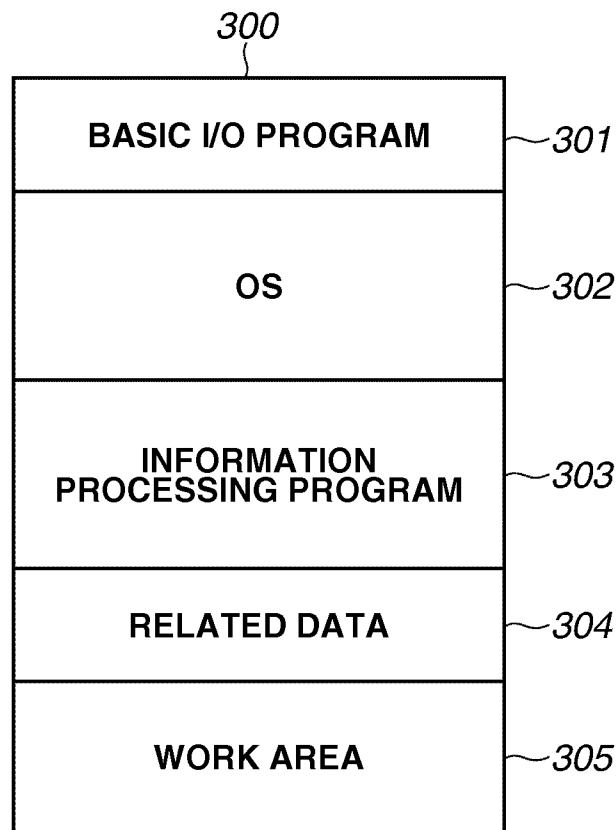 300
BASIC I/O PROGRAM
301
OS
302
INFORMATION
PROCESSING PROGRAM
303
RELATED DATA
304
WORK AREA
305